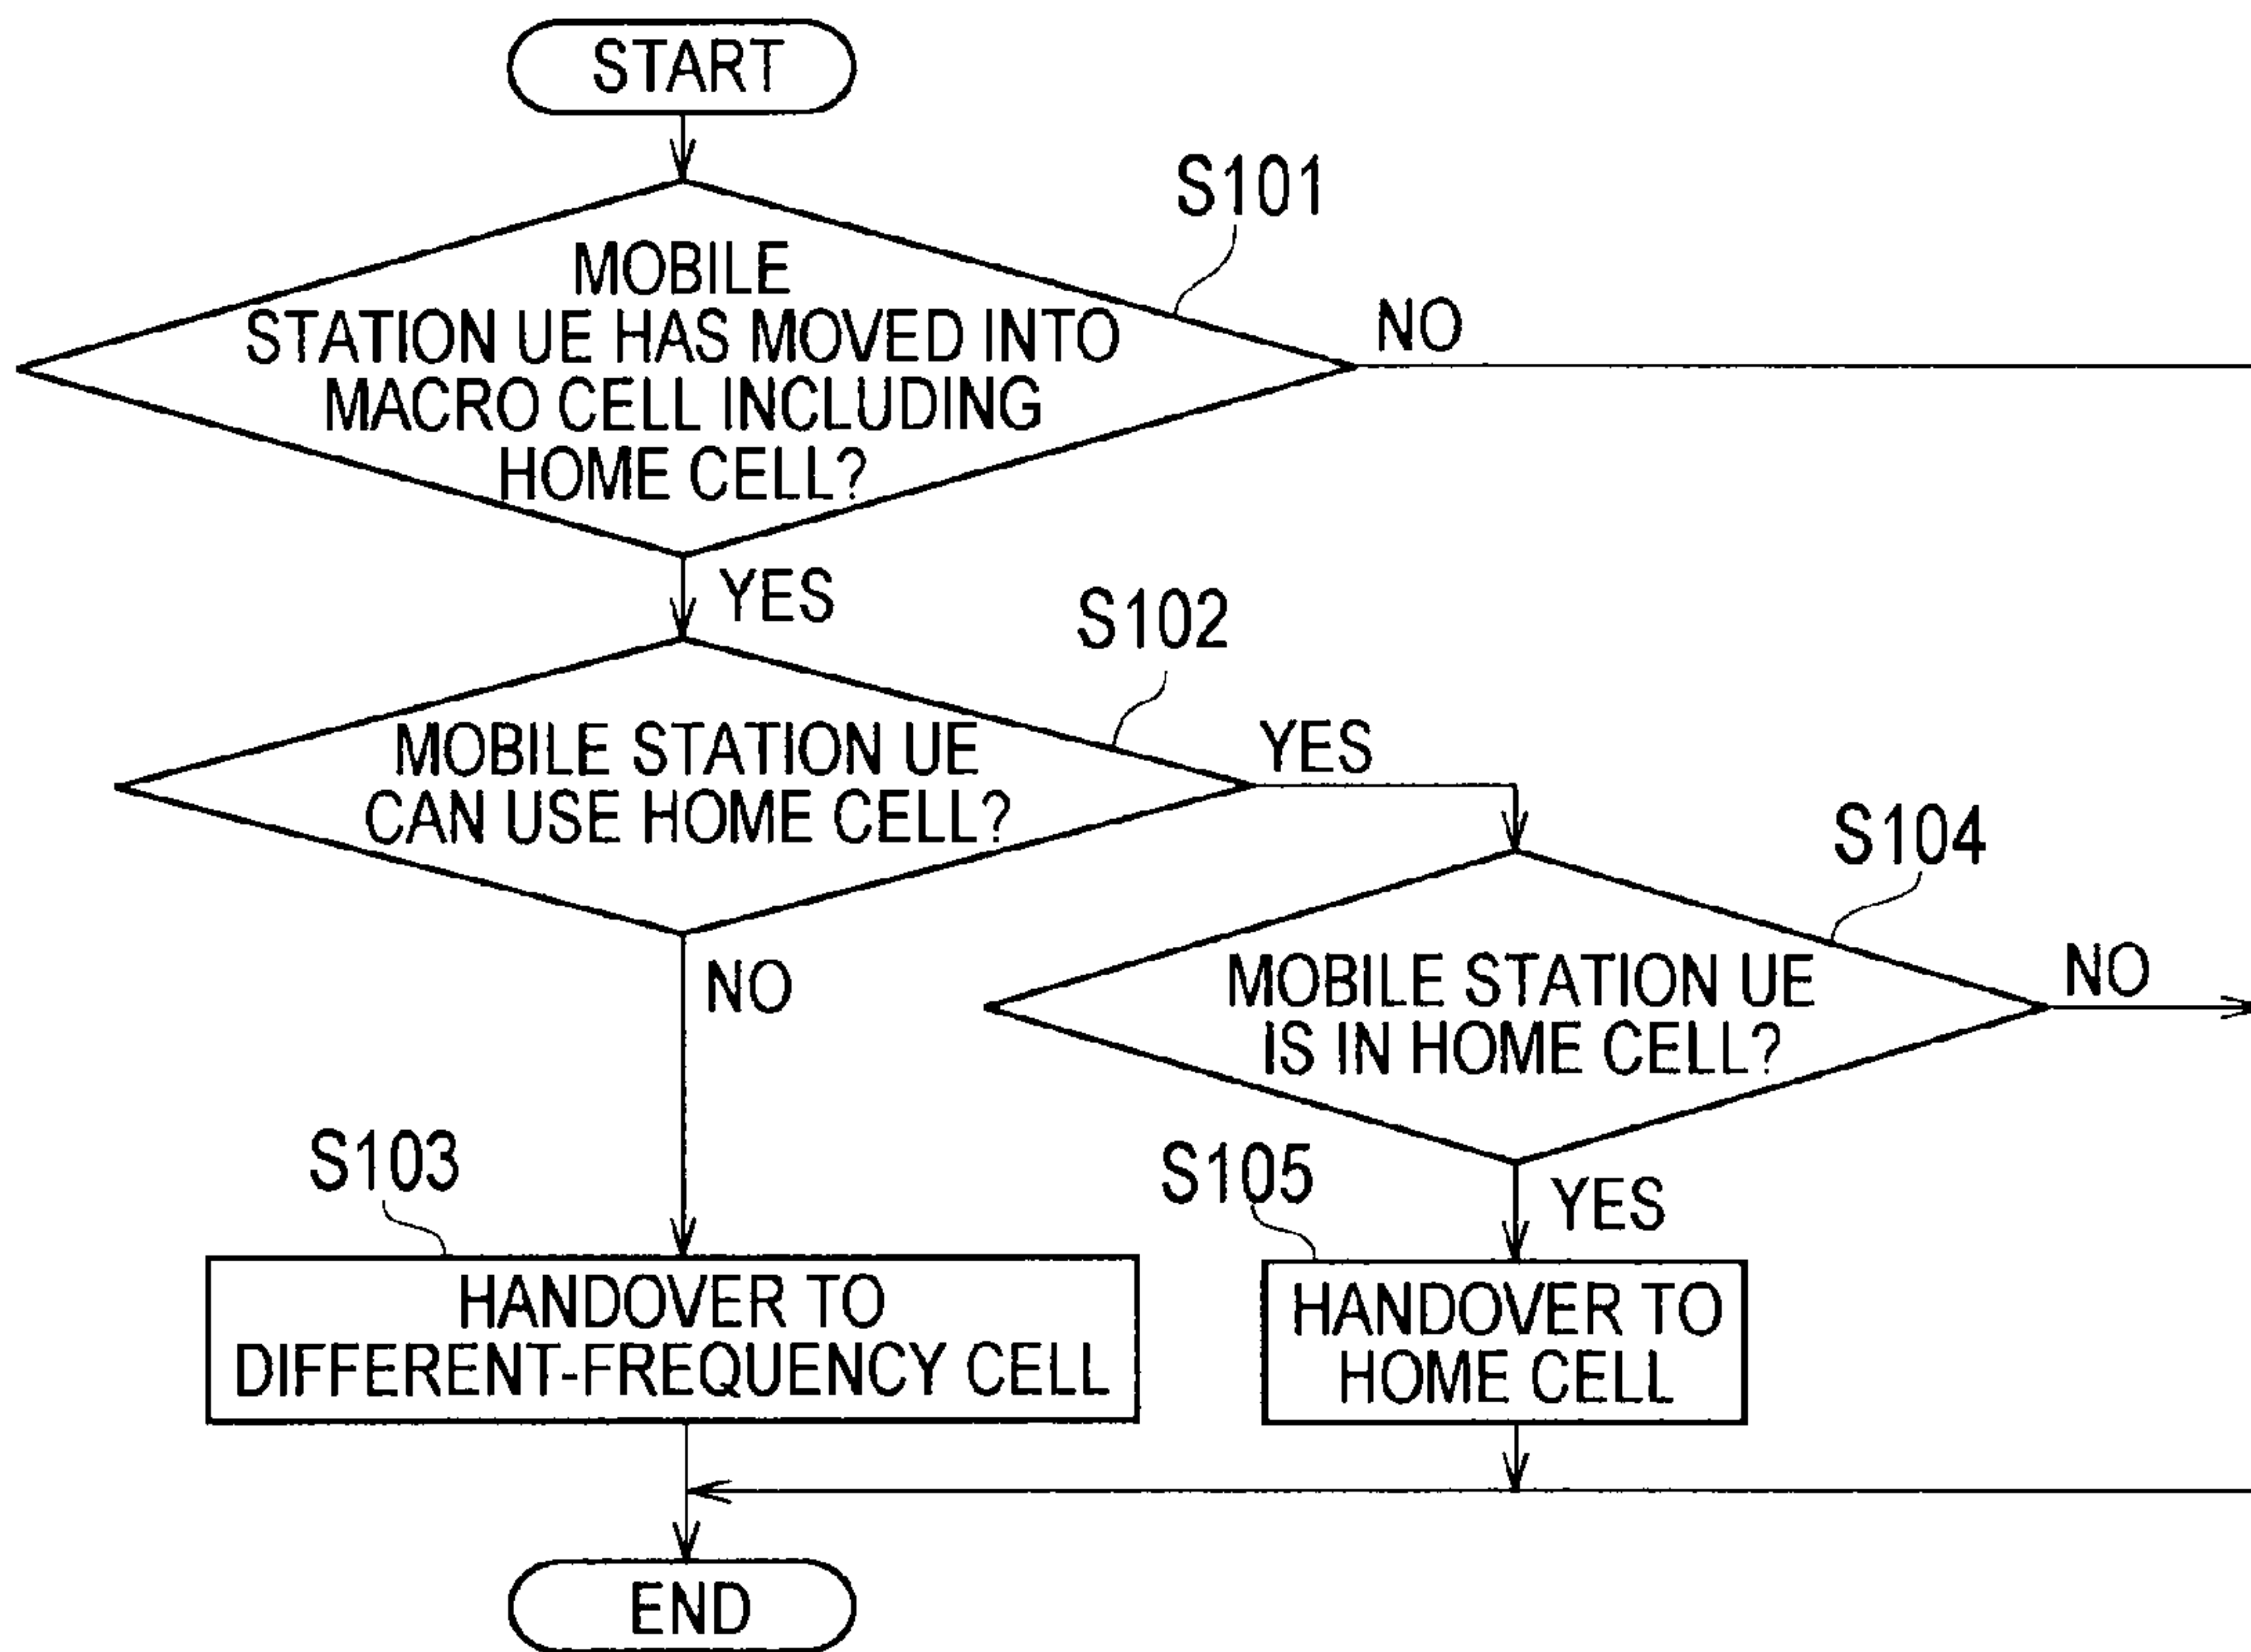 START
S101
MOBILE
STATION UE HAS MOVED INTO
MACRO CELL INCLUDING
HOME CELL?
NO
YES
S102
MOBILE STATION UE
CAN USE HOME CELL?
YES
NO
S104
MOBILE STATION UE
IS IN HOME CELL?
NO
YES
S103
HANDOVER TO
DIFFERENT-FREQUENCY CELL
S105
HANDOVER TO
HOME CELL
END